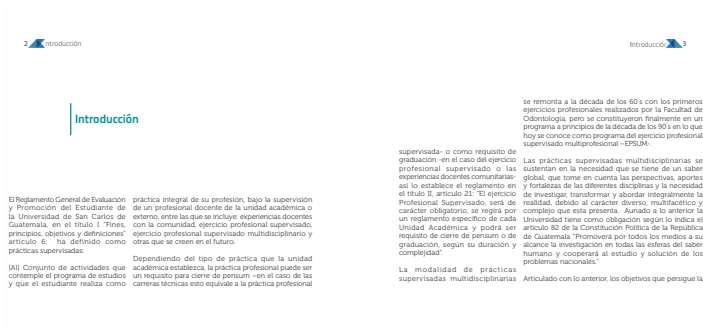 2
Introducción
Introducción
3
Introducción
El Reglamento General de Evaluación
y Promoción del Estudiante de
la Universidad de San Carlos de
Guatemala, en el título I "Fines,
principios, objetivos y definiciones"
artículo 6; ha definido como
prácticas supervisadas:
[Al] Conjunto de actividades que
contemple el programa de estudios
y que el estudiante realiza como
práctica integral de su profesión, bajo la supervisión
de un profesional docente de la unidad académica o
externo, entre las que se incluye: experiencias docentes
con la comunidad, ejercicio profesional supervisado,
ejercicio profesional supervisado multidisciplinario y
otras que se creen en el futuro.
Dependiendo del tipo de práctica que la unidad
académica establezca, la práctica profesional puede ser
un requisito para cierre de pensum –en el caso de las
carreras técnicas esto equivale a la práctica profesional
supervisada- o como requisito de
graduación -en el caso del ejercicio
profesional supervisado o las
experiencias docentes comunitarias-
así lo establece el reglamento en
el título II, artículo 21: "El ejercicio
Profesional Supervisado, será de
carácter obligatorio, se regirá por
un reglamento específico de cada
Unidad Académica y podrá ser
requisito de cierre de pensum o de
graduación, según su duración y
complejidad".
La modalidad de prácticas
supervisadas multidisciplinarias
se remonta a la década de los 60's con los primeros
ejercicios profesionales realizados por la Facultad de
Odontología, pero se constituyeron finalmente en un
programa a principios de la década de los 90's en lo que
hoy se conoce como programa del ejercicio profesional
supervisado multiprofesional –EPSUM-.
Las prácticas supervisadas multidisciplinarias se
sustentan en la necesidad que se tiene de un saber
global, que tome en cuenta las perspectivas, aportes
y fortalezas de las diferentes disciplinas y la necesidad
de investigar, transformar y abordar integralmente la
realidad, debido al carácter diverso, multifacético y
complejo que esta presenta. Aunado a lo anterior la
Universidad tiene como obligación según lo indica el
artículo 82 de la Constitución Política de la República
de Guatemala "Promoverá por todos los medios a su
alcance la investigación en todas las esferas del saber
humano y cooperará al estudio y solución de los
problemas nacionales."
Articulado con lo anterior, los objetivos que persigue la